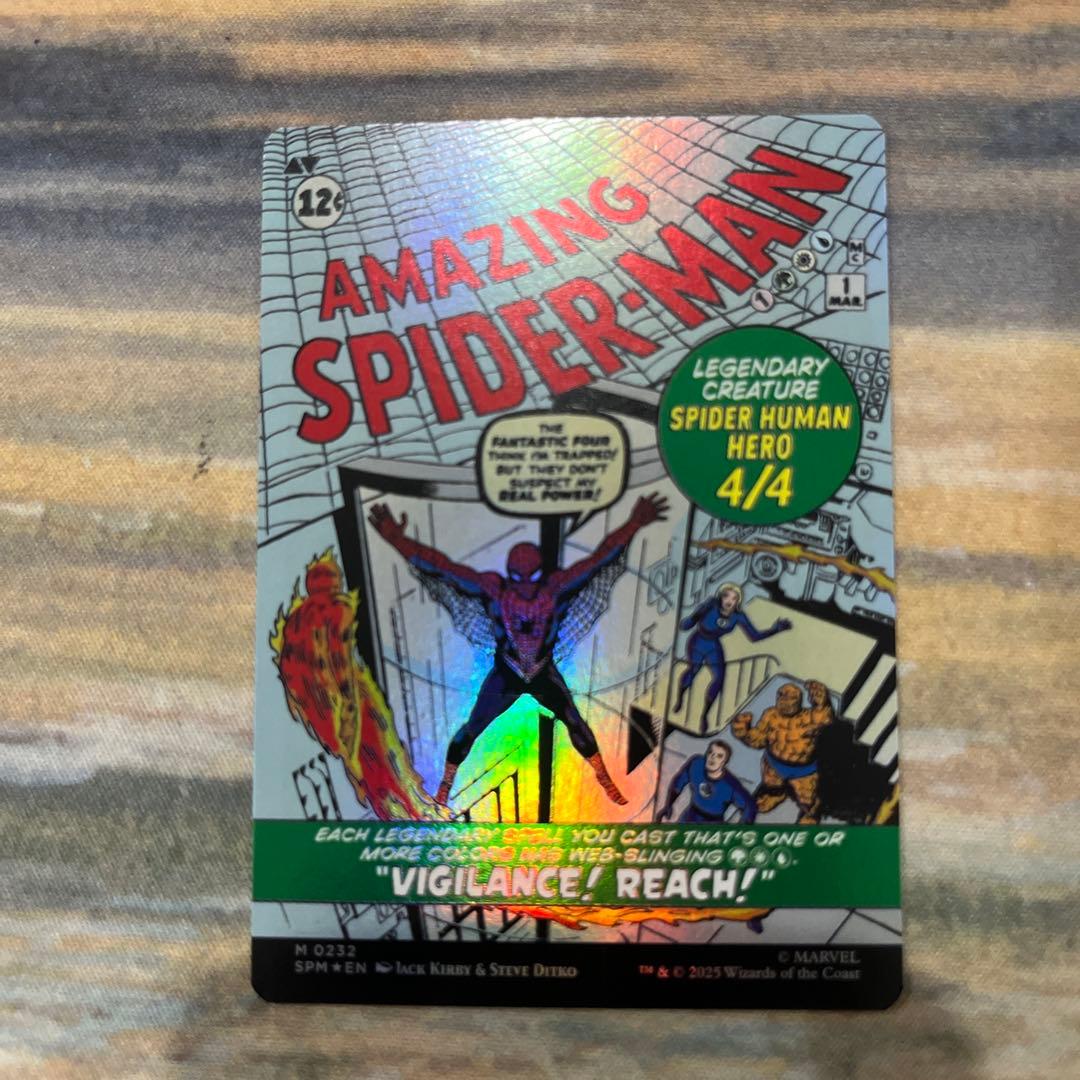 12¢
AMAZING
SPIDER-MAN
1
M
C
1
MAR.
LEGENDARY
CREATURE
SPIDER HUMAN
HERO
4/4
THE
FANTASTIC FOUR
THINK I'M TRAPPED!
BUT THEY DON'T
SUSPECT MY
REAL POWER!
EACH LEGENDARY SPELL YOU CAST THAT'S ONE OR
MORE COLORS HAS WEB-SLINGING
"VIGILANCE! REACH!"
M 0232
SPM★EN JACK KIRBY & STEVE DITKO
© MARVEL
™ & © 2025 Wizards of the Coast